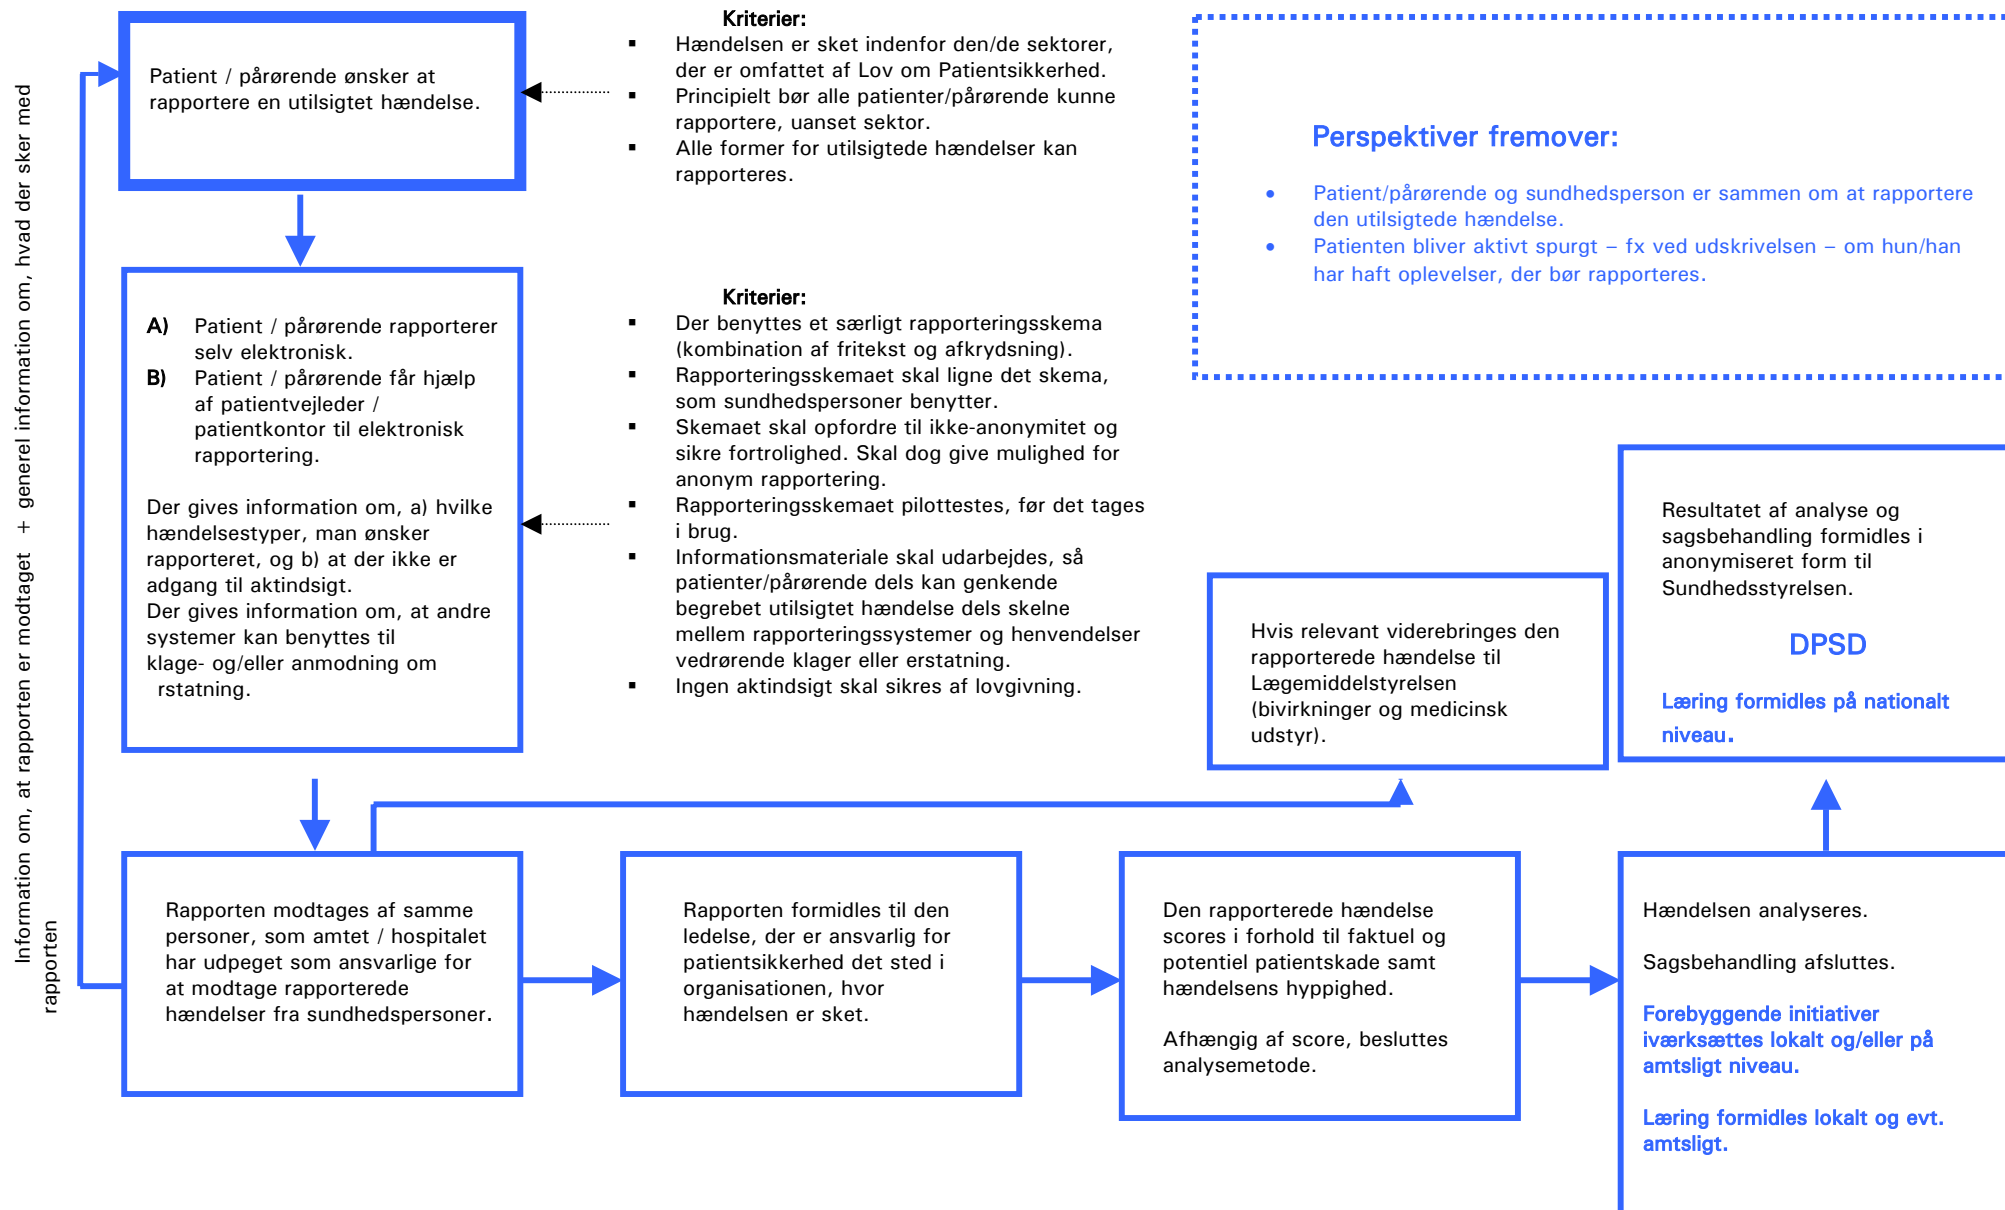 Information om, at rapporten er modtaget + generel information om, hvad der sker med
rapporten
Patient / pårørende ønsker at
rapportere en utilsigtet hændelse.
Kriterier:
▪ Hændelsen er sket indenfor den/de sektorer,
der er omfattet af Lov om Patientsikkerhed.
▪ Principielt bør alle patienter/pårørende kunne
rapportere, uanset sektor.
▪ Alle former for utilsigtede hændelser kan
rapporteres.
Perspektiver fremover:
• Patient/pårørende og sundhedsperson er sammen om at rapportere
den utilsigtede hændelse.
• Patienten bliver aktivt spurgt – fx ved udskrivelsen – om hun/han
har haft oplevelser, der bør rapporteres.
A) Patient / pårørende rapporterer
selv elektronisk.
B) Patient / pårørende får hjælp
af patientvejleder /
patientkontor til elektronisk
rapportering.
Der gives information om, a) hvilke
hændelsestyper, man ønsker
rapporteret, og b) at der ikke er
adgang til aktindsigt.
Der gives information om, at andre
systemer kan benyttes til
klage- og/eller anmodning om
rstatning.
Kriterier:
▪ Der benyttes et særligt rapporteringsskema
(kombination af fritekst og afkrydsning).
▪ Rapporteringsskemaet skal ligne det skema,
som sundhedspersoner benytter.
▪ Skemaet skal opfordre til ikke-anonymitet og
sikre fortrolighed. Skal dog give mulighed for
anonym rapportering.
▪ Rapporteringsskemaet pilottestes, før det tages
i brug.
▪ Informationsmateriale skal udarbejdes, så
patienter/pårørende dels kan genkende
begrebet utilsigtet hændelse dels skelne
mellem rapporteringssystemer og henvendelser
vedrørende klager eller erstatning.
▪ Ingen aktindsigt skal sikres af lovgivning.
Hvis relevant viderebringes den
rapporterede hændelse til
Lægemiddelstyrelsen
(bivirkninger og medicinsk
udstyr).
Resultatet af analyse og
sagsbehandling formidles i
anonymiseret form til
Sundhedsstyrelsen.
DPSD
Læring formidles på nationalt
niveau.
Rapporten modtages af samme
personer, som amtet / hospitalet
har udpeget som ansvarlige for
at modtage rapporterede
hændelser fra sundhedspersoner.
Rapporten formidles til den
ledelse, der er ansvarlig for
patientsikkerhed det sted i
organisationen, hvor
hændelsen er sket.
Den rapporterede hændelse
scores i forhold til faktuel og
potentiel patientskade samt
hændelsens hyppighed.
Afhængig af score, besluttes
analysemetode.
Hændelsen analyseres.
Sagsbehandling afsluttes.
Forebyggende initiativer
iværksættes lokalt og/eller på
amtsligt niveau.
Læring formidles lokalt og evt.
amtsligt.